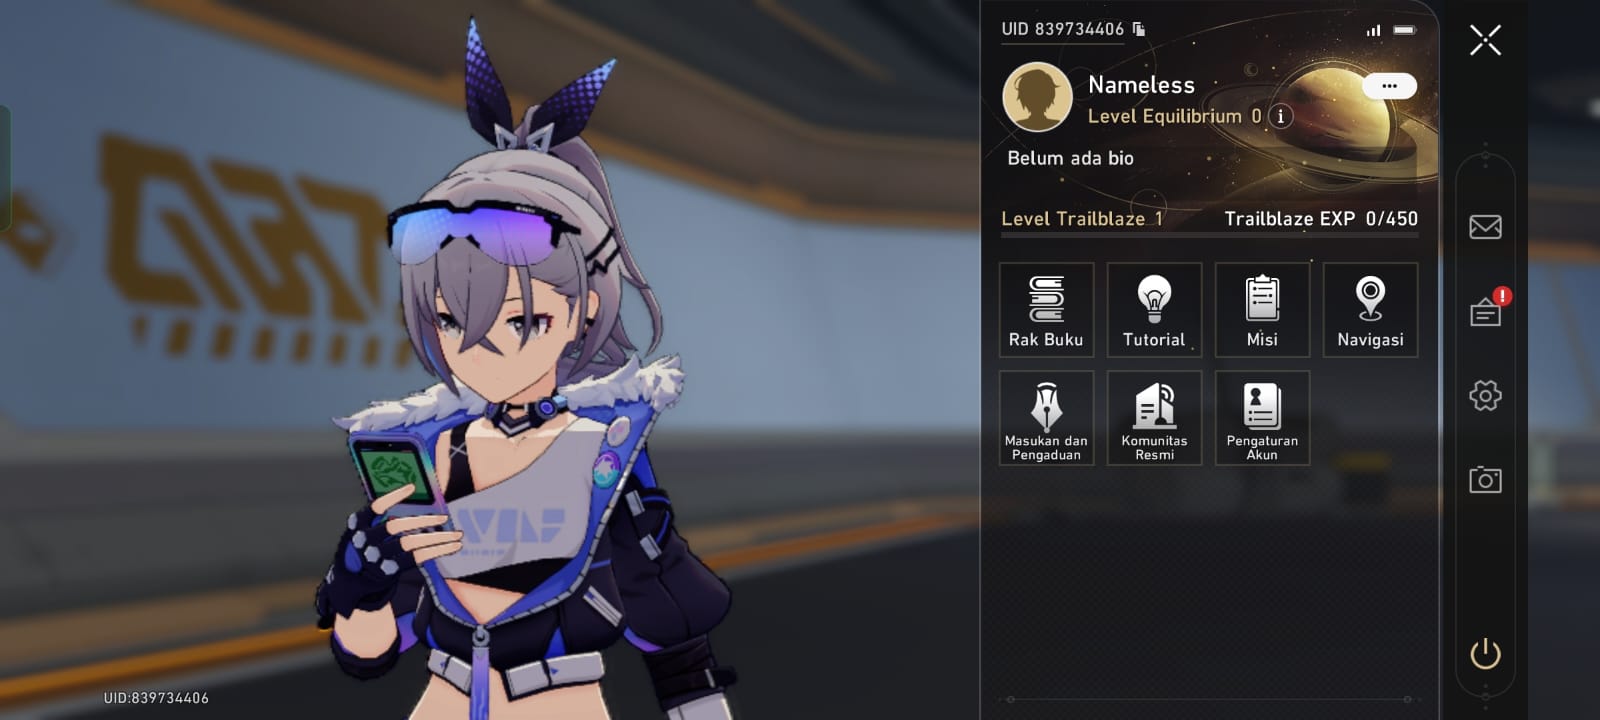 UID 839734406
Nameless
Level Equilibrium 0
Belum ada bio
Level Trailblaze 1
Trailblaze EXP 0/450
Rak Buku
Tutorial
Misi
Navigasi
Masukan dan
Pengaduan
Komunitas
Resmi
Pengaturan
Akun
UID:839734406